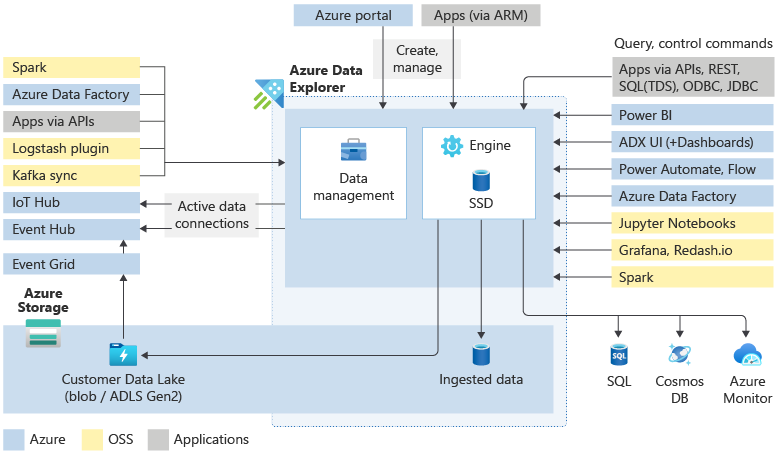 Azure portal
Apps (via ARM)
Create,
manage
Query, control commands
Spark
Azure Data Factory
Apps via APIs
Logstash plugin
Kafka sync
IoT Hub
Event Hub
Event Grid
Active data
connections
Azure Data
Explorer
Data
management
Engine
SSD
Apps via APIs, REST,
SQL(TDS), ODBC, JDBC
Power BI
ADX UI (+Dashboards)
Power Automate, Flow
Azure Data Factory
Jupyter Notebooks
Grafana, Redash.io
Spark
Azure
Storage
Customer Data Lake
(blob / ADLS Gen2)
Ingested data
SQL
SQL
Cosmos
DB
Azure
Monitor
Azure
OSS
Applications